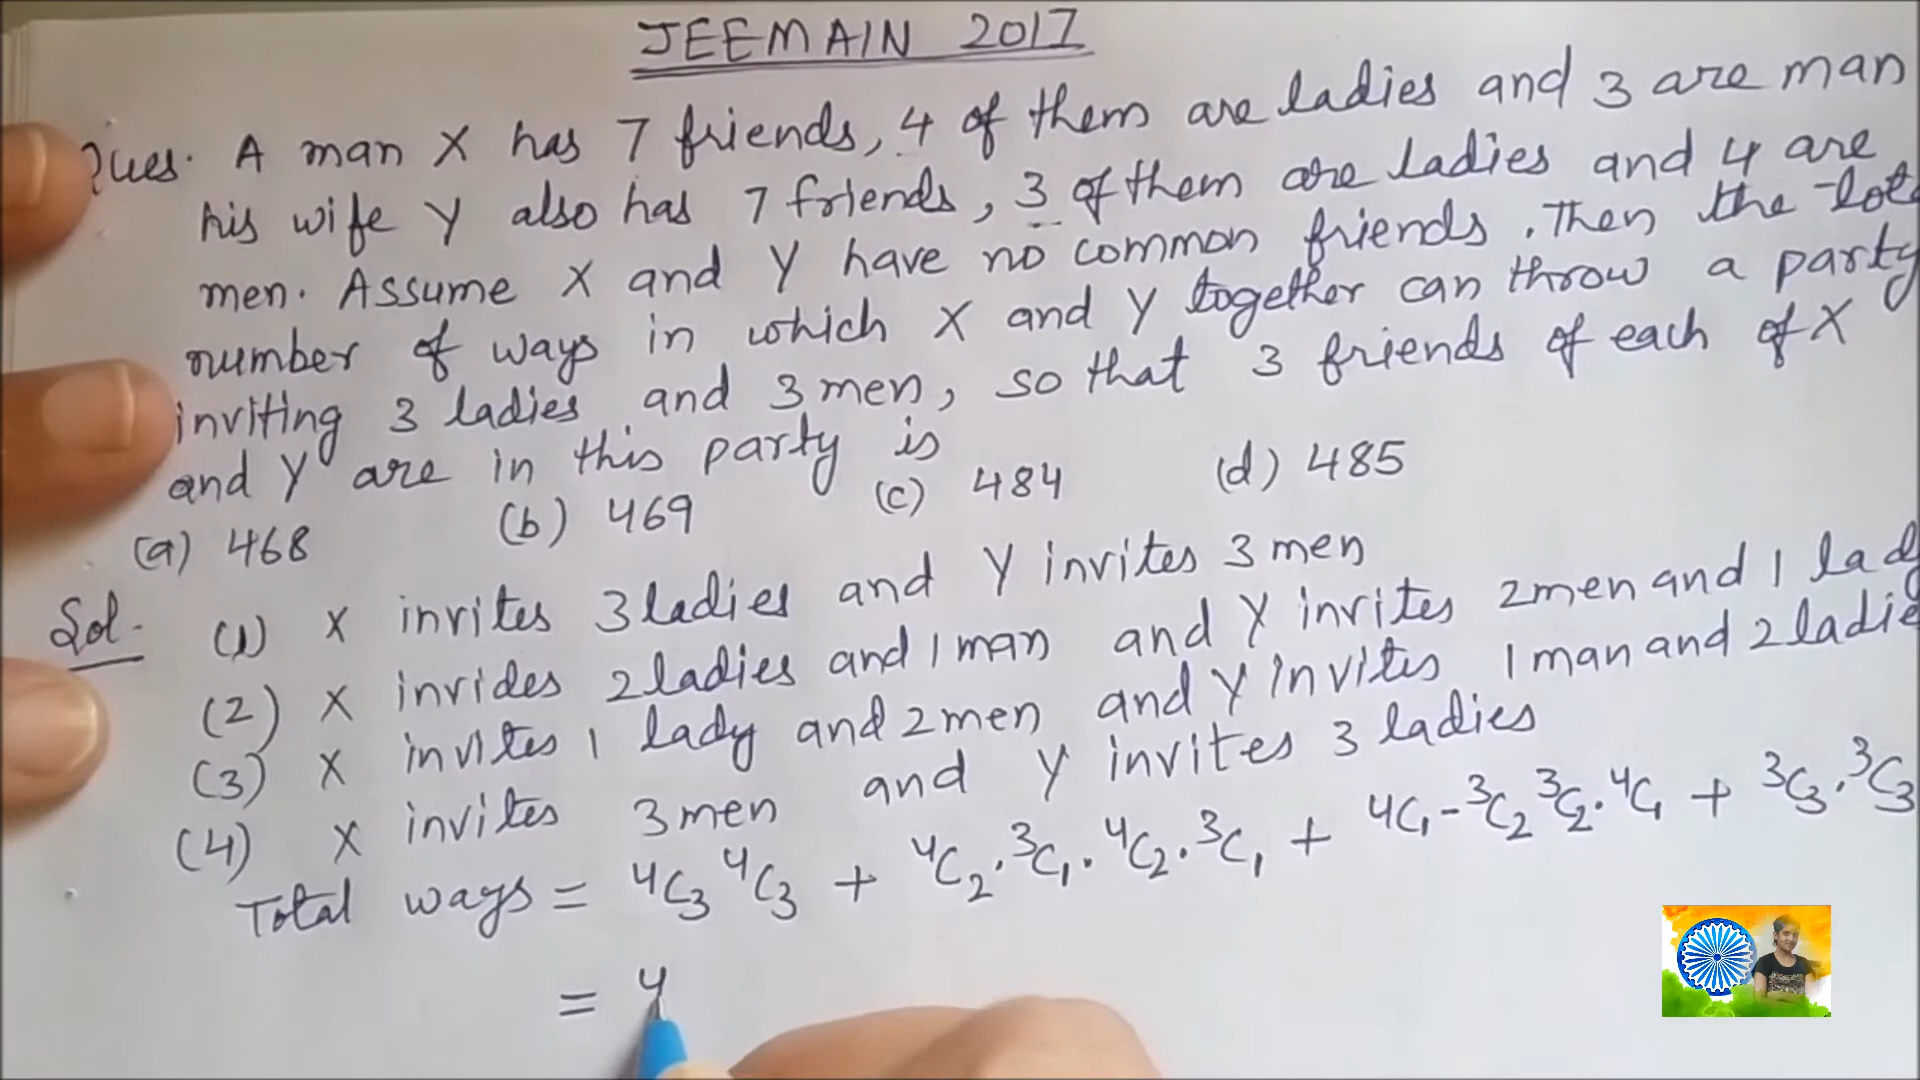 JEEMAIN 2017
Ques. A man X has 7 friends, 4 of them are ladies and 3 are man
his wife Y also has 7 friends, 3 of them are ladies and 4 are
men. Assume X and Y have no common friends. Then the
number of ways in which X and Y together can throw a party
inviting 3 ladies and 3 men, so that 3 friends of each of X
and Y are in this party is
(a) 468 (b) 469 (c) 484 (d) 485
Sol. (1) X invites 3 ladies and Y invites 3 men
(2) X invides 2 ladies and 1 man and Y invites 2 men and 1 lady
(3) X invites 1 lady and 2 men and Y invites 1 man and 2 ladie
(4) X invites 3 men and Y invites 3 ladies
Total ways = ⁴C₃ ⁴C₃ + ⁴C₂·³C₁·⁴C₂·³C₁ + ⁴C₁-³C₂ ³C₂·⁴C₁ + ³C₃·³C₃
= 4